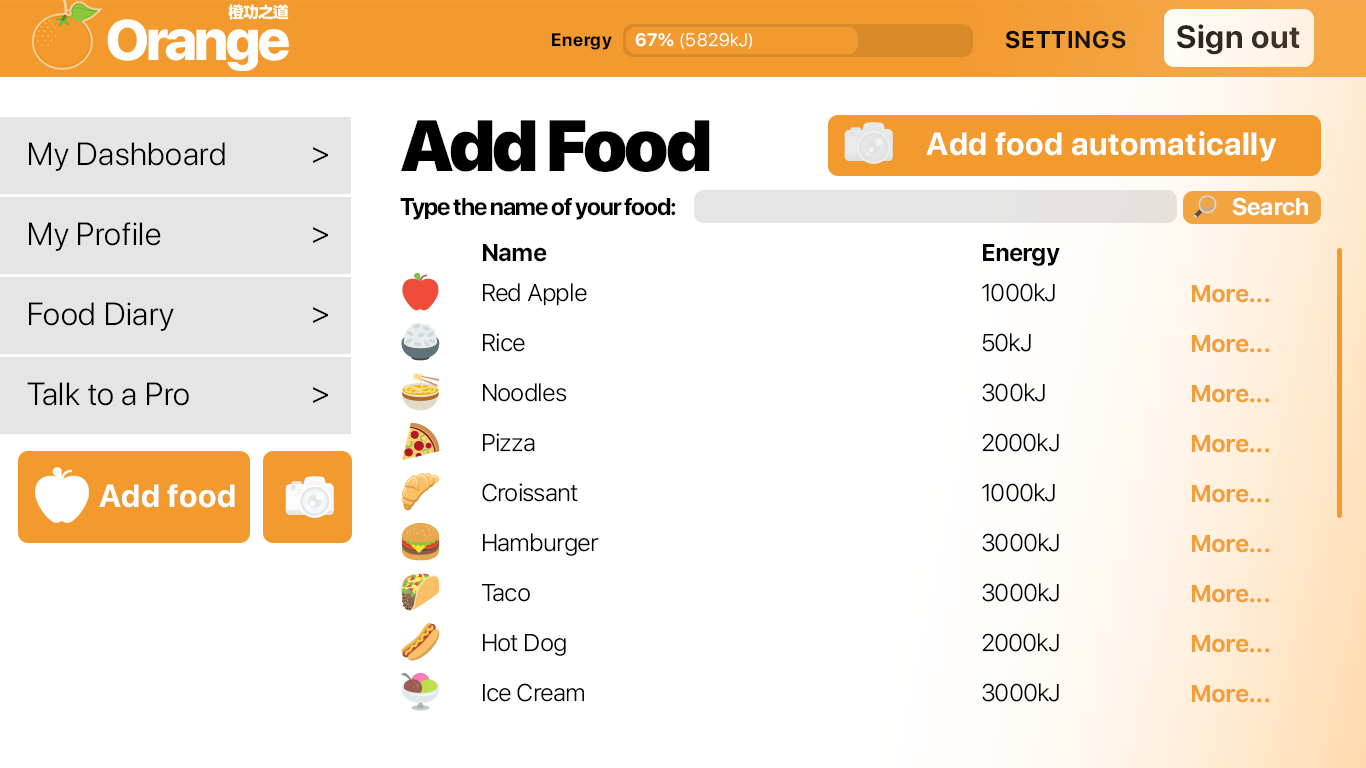 橙功之道
Orange
Energy 67% (5829kJ)
SETTINGS
Sign out
My Dashboard >
My Profile >
Food Diary >
Talk to a Pro >
Add food
Add Food
Add food automatically
Type the name of your food:
Search
Name Energy
Red Apple 1000kJ More...
Rice 50kJ More...
Noodles 300kJ More...
Pizza 2000kJ More...
Croissant 1000kJ More...
Hamburger 3000kJ More...
Taco 3000kJ More...
Hot Dog 2000kJ More...
Ice Cream 3000kJ More...